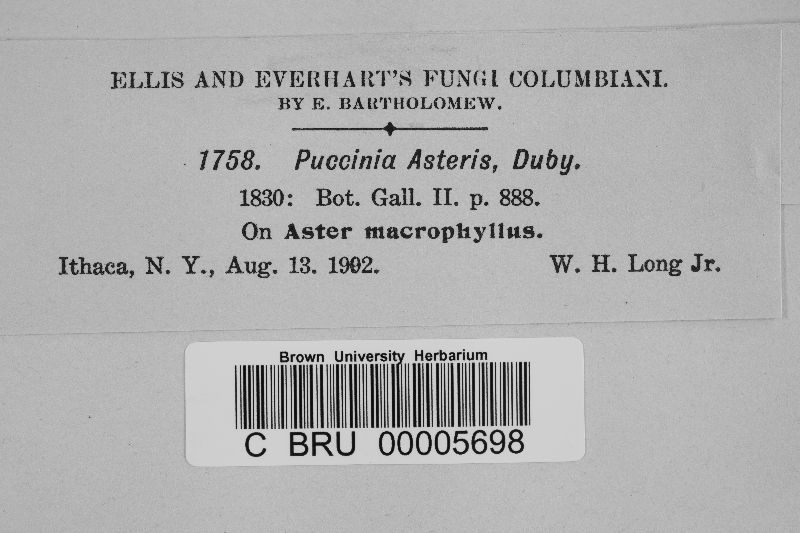 ELLIS AND EVERHART'S FUNGI COLUMBIANI.
BY E. BARTHOLOMEW.
1758. Puccinia Asteris, Duby.
1830: Bot. Gall. II. p. 888.
On Aster macrophyllus.
Ithaca, N. Y., Aug. 13. 1902. W. H. Long Jr.
Brown University Herbarium
C BRU 00005698